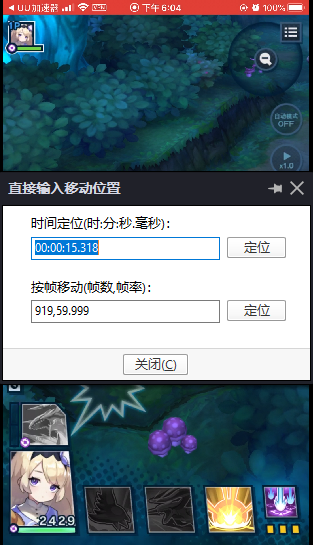 UU加速器
VPN
下午 6:04
100%
1P
自动模式
OFF
x1.0
直接输入移动位置
时间定位(时:分:秒.毫秒):
00:00:15.318
定位
按帧移动(帧数,帧率):
919,59.999
定位
关闭(C)
2429